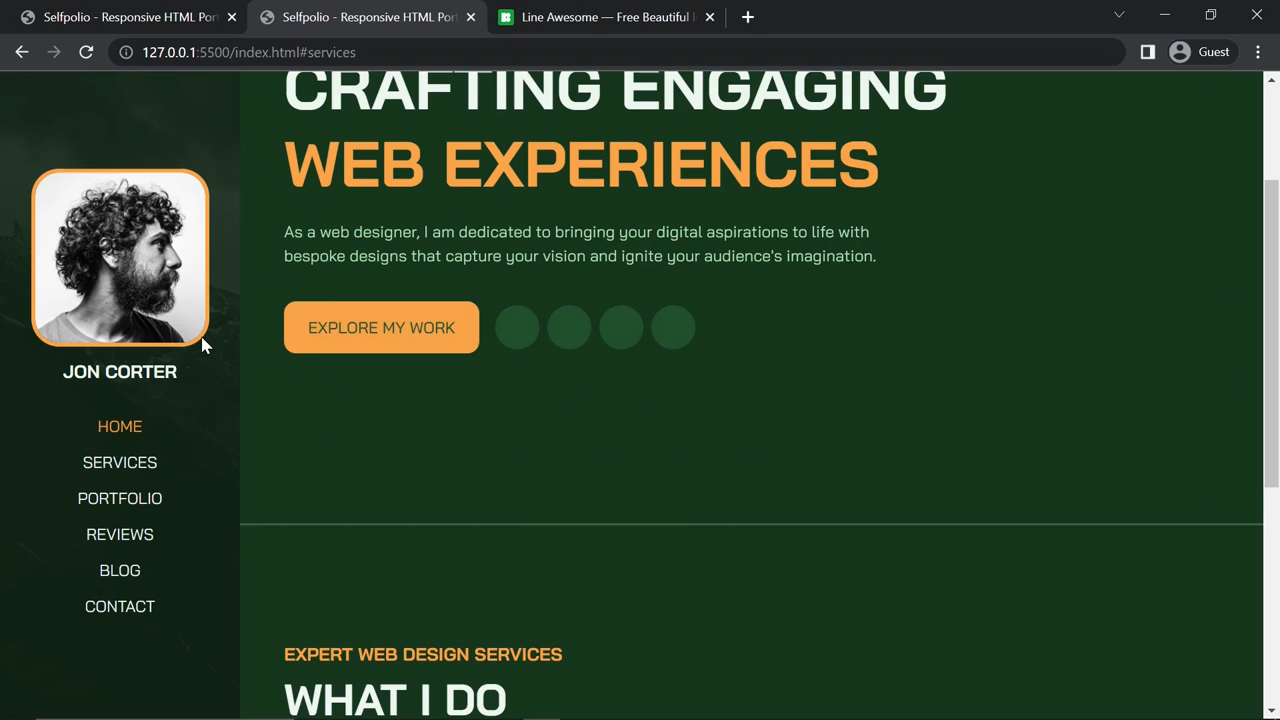 Selfpolio - Responsive HTML Por
Selfpolio - Responsive HTML Por
Line Awesome — Free Beautiful
127.0.0.1:5500/index.html#services
Guest
JON CORTER
HOME
SERVICES
PORTFOLIO
REVIEWS
BLOG
CONTACT
CRAFTING ENGAGING
WEB EXPERIENCES
As a web designer, I am dedicated to bringing your digital aspirations to life with
bespoke designs that capture your vision and ignite your audience's imagination.
EXPLORE MY WORK
EXPERT WEB DESIGN SERVICES
WHAT I DO